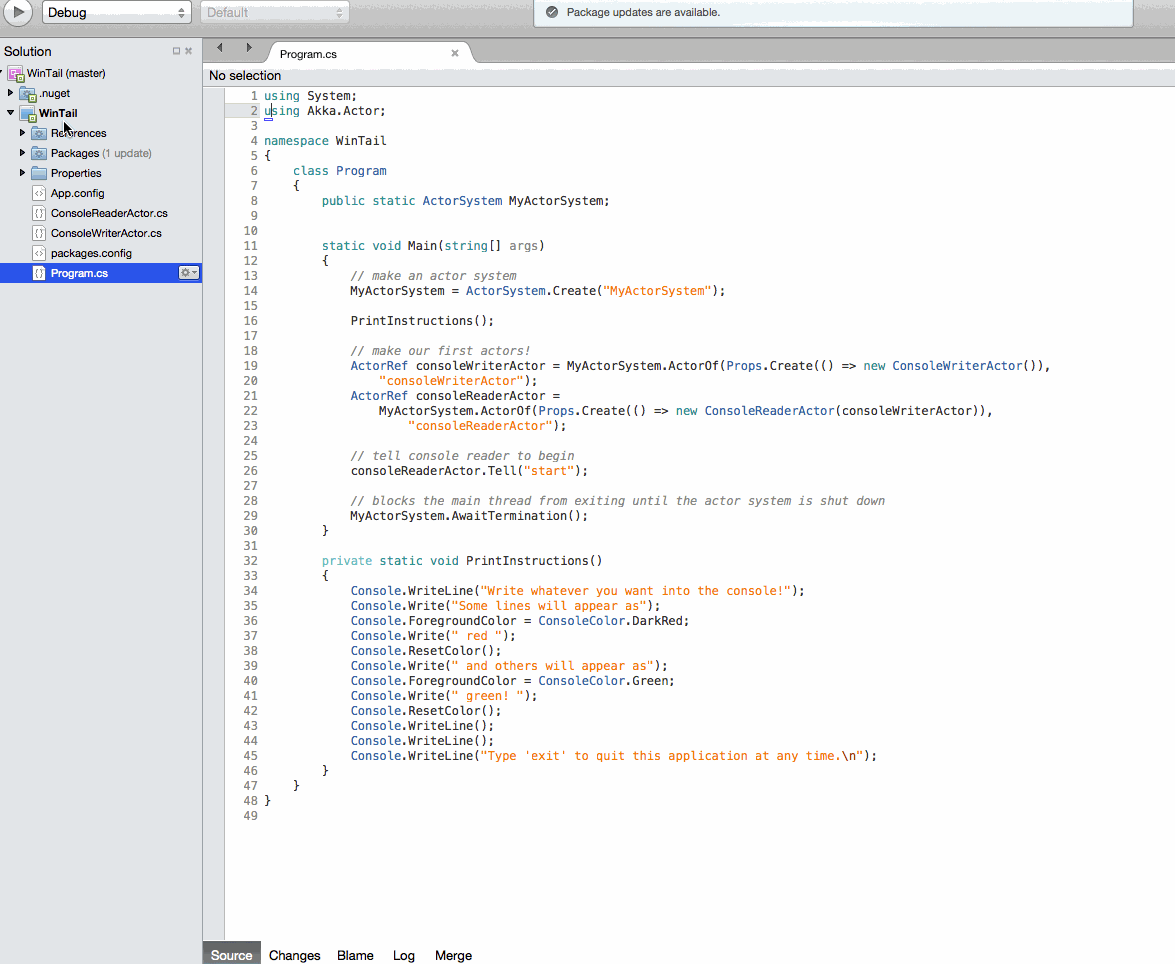 Debug
Default
Package updates are available.
Solution
WinTail (master)
.nuget
WinTail
References
Packages (1 update)
Properties
App.config
ConsoleReaderActor.cs
ConsoleWriterActor.cs
packages.config
Program.cs
Program.cs
No selection
1 using System;
2 using Akka.Actor;
3
4 namespace WinTail
5 {
6     class Program
7     {
8         public static ActorSystem MyActorSystem;
9
10
11         static void Main(string[] args)
12         {
13             // make an actor system
14             MyActorSystem = ActorSystem.Create("MyActorSystem");
15
16             PrintInstructions();
17
18             // make our first actors!
19             ActorRef consoleWriterActor = MyActorSystem.ActorOf(Props.Create(() => new ConsoleWriterActor()),
20                 "consoleWriterActor");
21             ActorRef consoleReaderActor =
22                 MyActorSystem.ActorOf(Props.Create(() => new ConsoleReaderActor(consoleWriterActor)),
23                     "consoleReaderActor");
24
25             // tell console reader to begin
26             consoleReaderActor.Tell("start");
27
28             // blocks the main thread from exiting until the actor system is shut down
29             MyActorSystem.AwaitTermination();
30         }
31
32         private static void PrintInstructions()
33         {
34             Console.WriteLine("Write whatever you want into the console!");
35             Console.Write("Some lines will appear as");
36             Console.ForegroundColor = ConsoleColor.DarkRed;
37             Console.Write(" red ");
38             Console.ResetColor();
39             Console.Write(" and others will appear as");
40             Console.ForegroundColor = ConsoleColor.Green;
41             Console.Write(" green! ");
42             Console.ResetColor();
43             Console.WriteLine();
44             Console.WriteLine();
45             Console.WriteLine("Type 'exit' to quit this application at any time.\n");
46         }
47     }
48 }
49
Source Changes Blame Log Merge